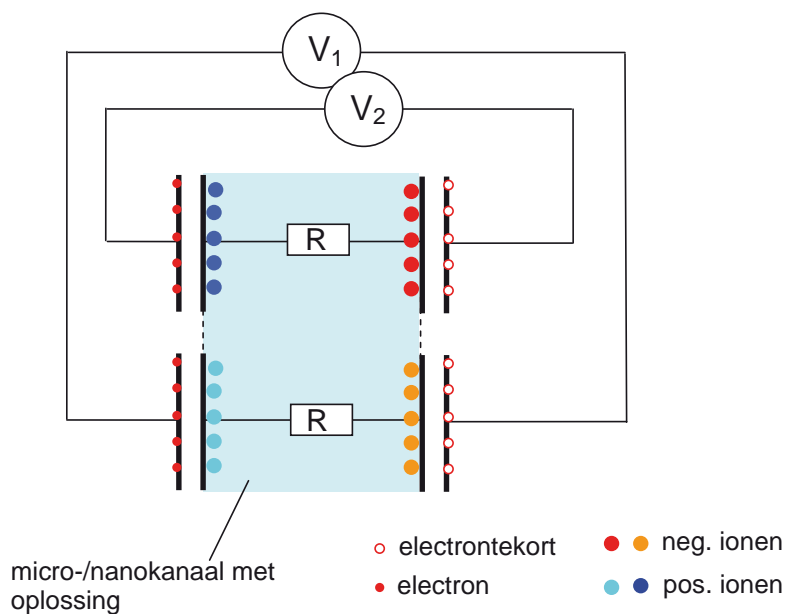 V₁
V₂
R
R
micro-/nanokanaal met
oplossing
electrontekort
electron
neg. ionen
pos. ionen